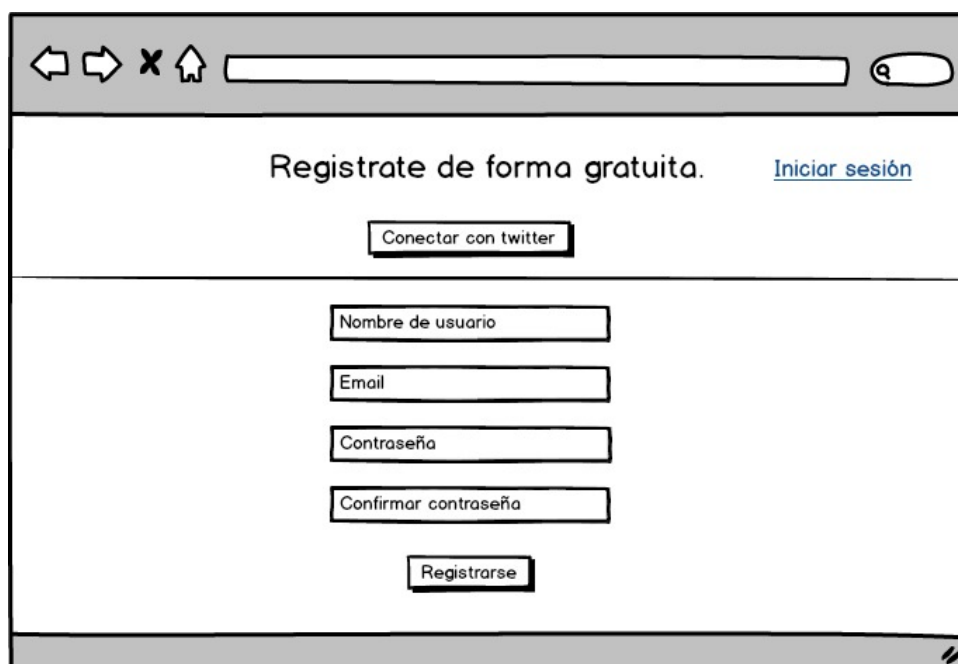 Registrate de forma gratuita.
Iniciar sesión
Conectar con twitter
Nombre de usuario
Email
Contraseña
Confirmar contraseña
Registrarse